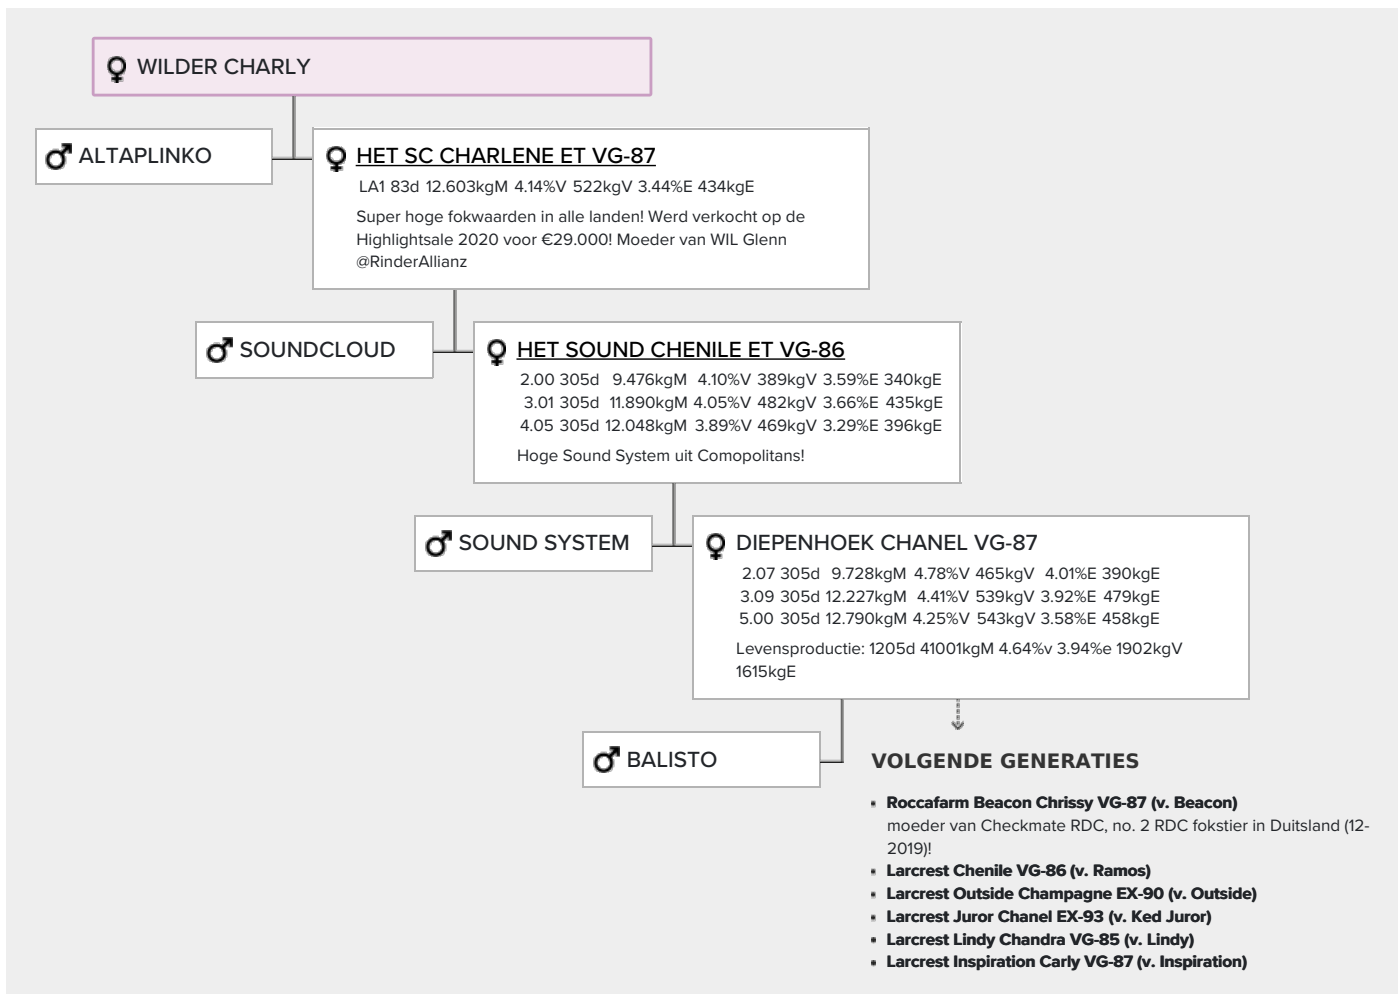 WILDER CHARLY
ALTAPLINKO
HET SC CHARLENE ET VG-87
LA1 83d 12.603kgM 4.14%V 522kgV 3.44%E 434kgE
Super hoge fokwaarden in alle landen! Werd verkocht op de
Highlightsale 2020 voor €29.000! Moeder van WIL Glenn
@RinderAllianz
SOUNDCLOUD
HET SOUND CHENILE ET VG-86
2.00 305d 9.476kgM 4.10%V 389kgV 3.59%E 340kgE
3.01 305d 11.890kgM 4.05%V 482kgV 3.66%E 435kgE
4.05 305d 12.048kgM 3.89%V 469kgV 3.29%E 396kgE
Hoge Sound System uit Comopolitans!
SOUND SYSTEM
DIEPENHOEK CHANEL VG-87
2.07 305d 9.728kgM 4.78%V 465kgV 4.01%E 390kgE
3.09 305d 12.227kgM 4.41%V 539kgV 3.92%E 479kgE
5.00 305d 12.790kgM 4.25%V 543kgV 3.58%E 458kgE
Levensproductie: 1205d 41001kgM 4.64%v 3.94%e 1902kgV
1615kgE
BALISTO
VOLGENDE GENERATIES
Roccafarm Beacon Chrissy VG-87 (v. Beacon)
moeder van Checkmate RDC, no. 2 RDC fokstier in Duitsland (12-
2019)!
Larcrest Chenile VG-86 (v. Ramos)
Larcrest Outside Champagne EX-90 (v. Outside)
Larcrest Juror Chanel EX-93 (v. Ked Juror)
Larcrest Lindy Chandra VG-85 (v. Lindy)
Larcrest Inspiration Carly VG-87 (v. Inspiration)